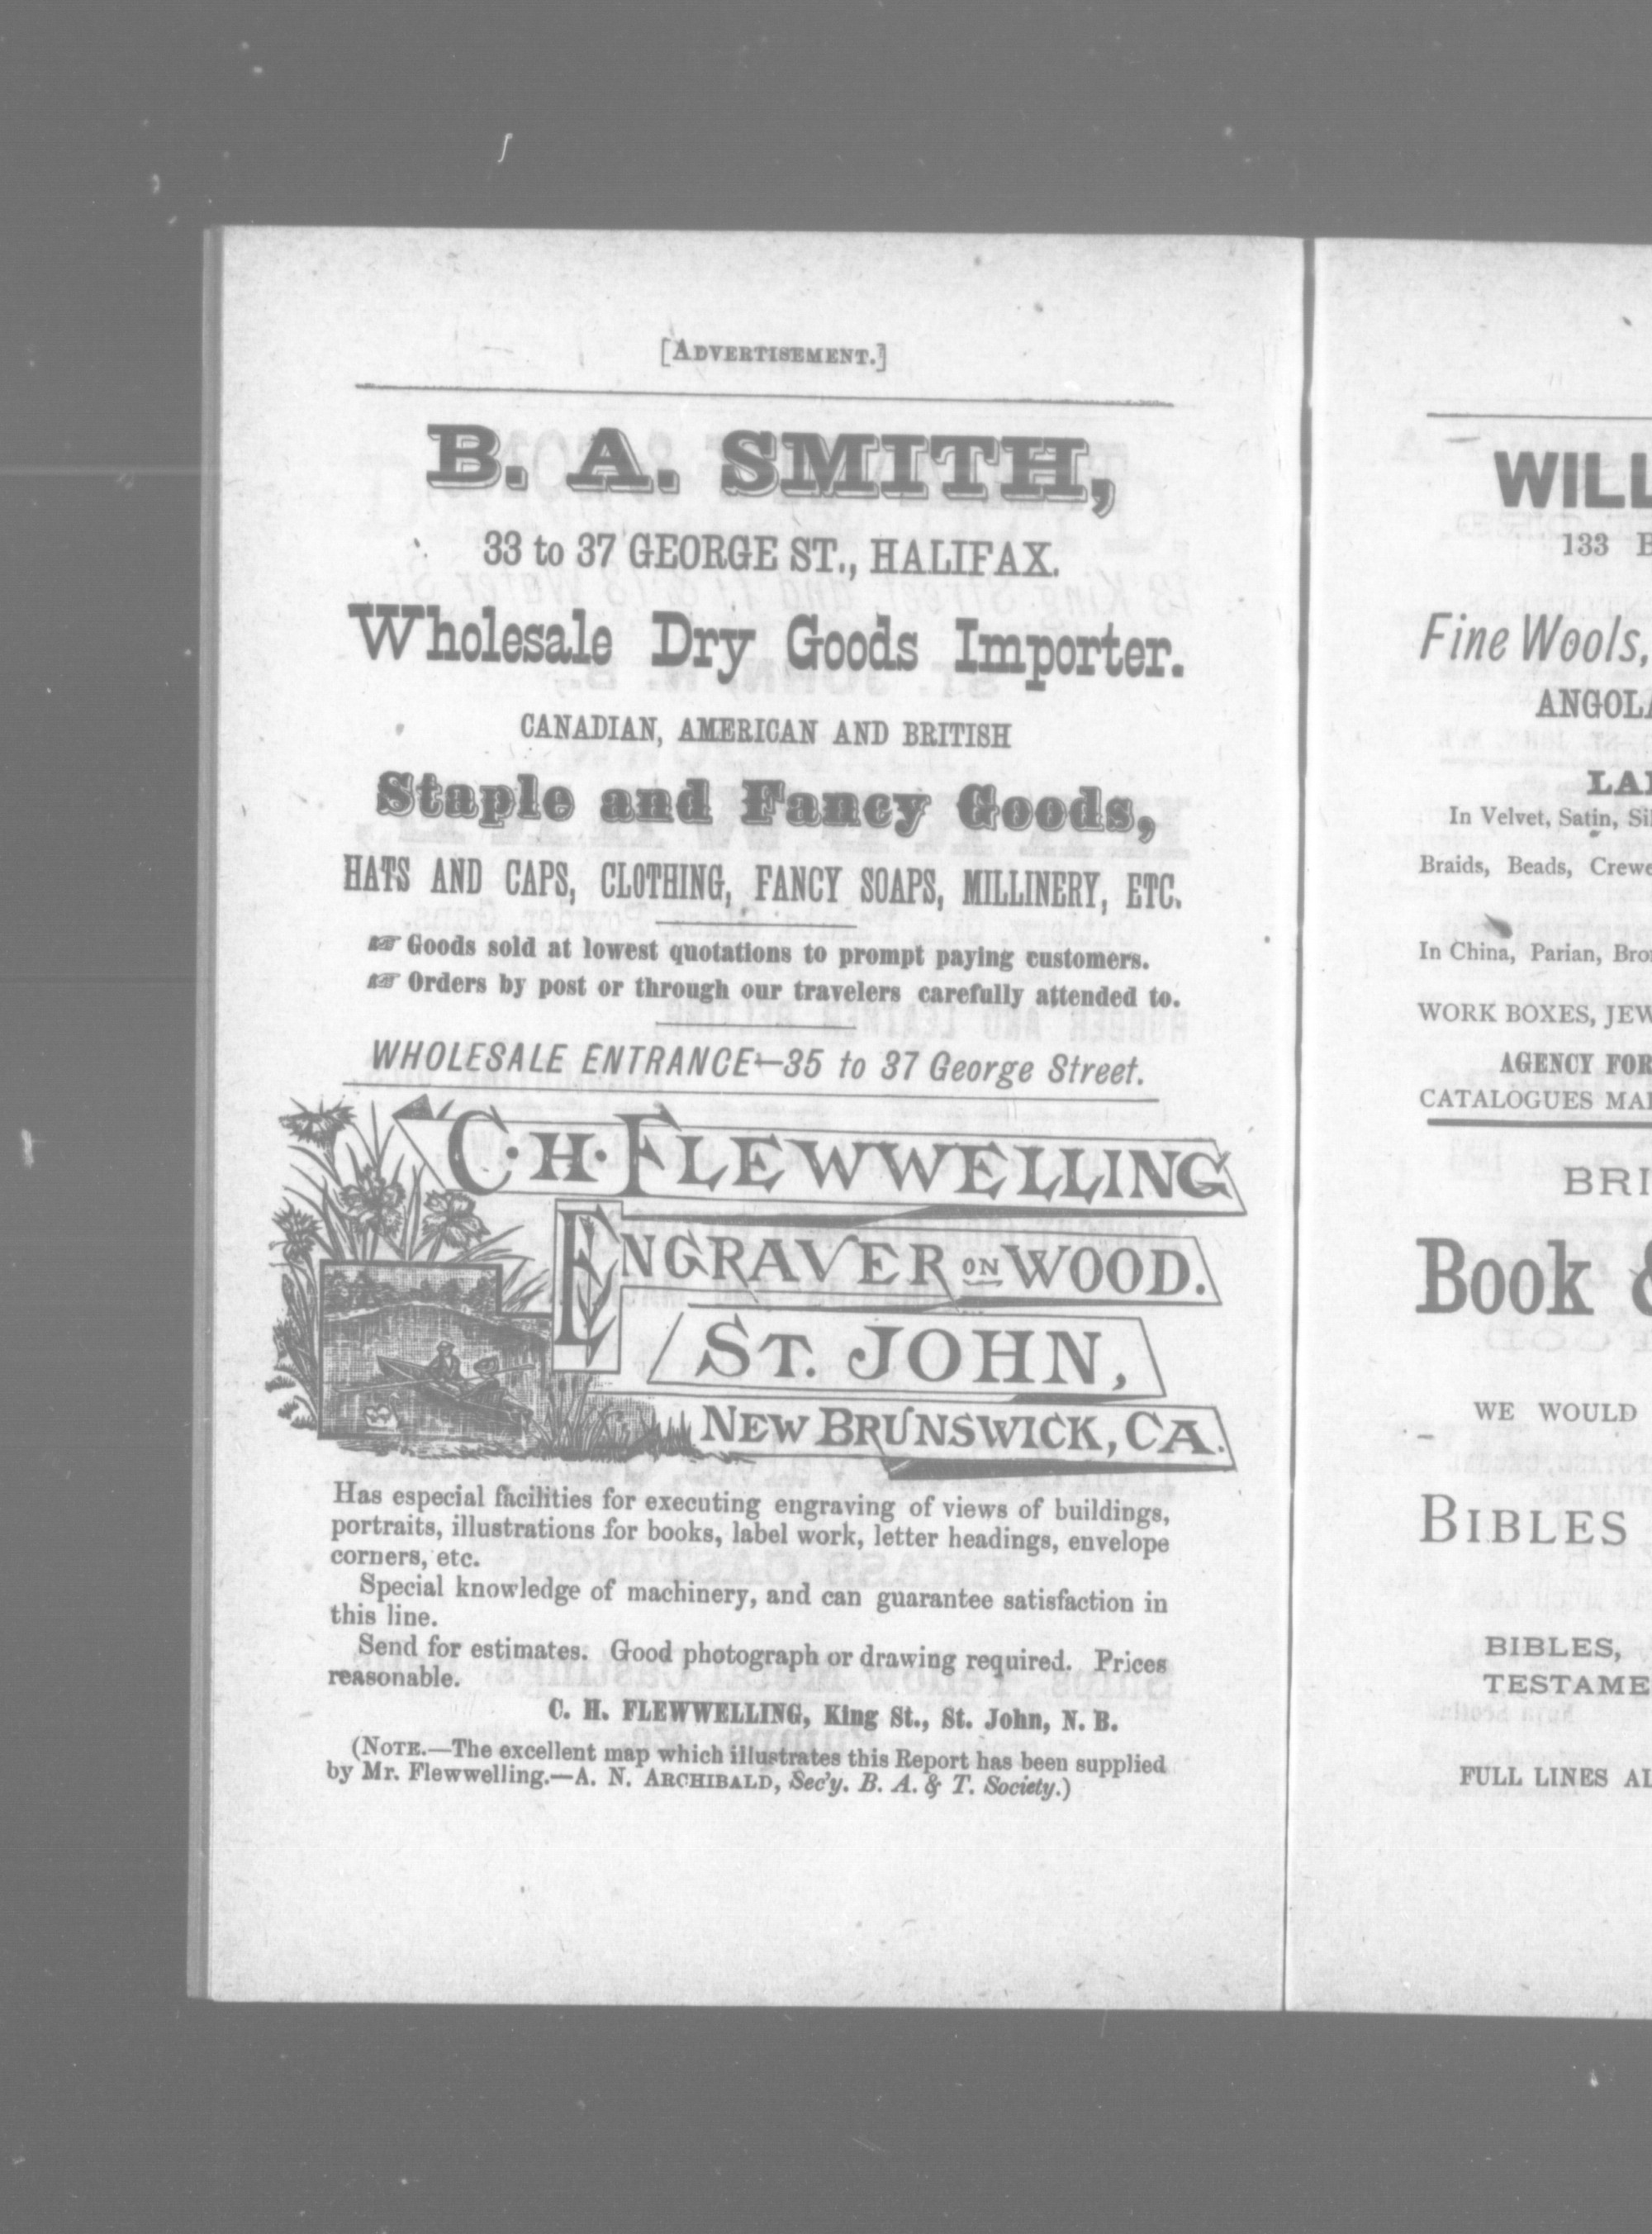 [ADVERTISEMENT.]
B. A. SMITH,
33 to 37 GEORGE ST., HALIFAX.
Wholesale Dry Goods Importer.
CANADIAN, AMERICAN AND BRITISH
Staple and Fancy Goods,
HATS AND CAPS, CLOTHING, FANCY SOAPS, MILLINERY, ETC.
☞ Goods sold at lowest quotations to prompt paying customers.
☞ Orders by post or through our travelers carefully attended to.
WHOLESALE ENTRANCE—35 to 37 George Street.
C. H. FLEWWELLING
ENGRAVER ON WOOD.
ST. JOHN,
NEW BRUNSWICK, CA.
Has especial facilities for executing engraving of views of buildings,
portraits, illustrations for books, label work, letter headings, envelope
corners, etc.
Special knowledge of machinery, and can guarantee satisfaction in
this line.
Send for estimates. Good photograph or drawing required. Prices
reasonable.
C. H. FLEWWELLING, King St., St. John, N. B.
(NOTE.—The excellent map which illustrates this Report has been supplied
by Mr. Flewwelling.—A. N. ARCHIBALD, Sec'y. B. A. & T. Society.)
WILL
133 B
Fine Wools,
ANGOLA
LA
In Velvet, Satin, Sil
Braids, Beads, Crewe
In China, Parian, Bro
WORK BOXES, JEW
AGENCY FOR
CATALOGUES MA
BRI
Book &
WE WOULD
BIBLES
BIBLES,
TESTAME
FULL LINES AL